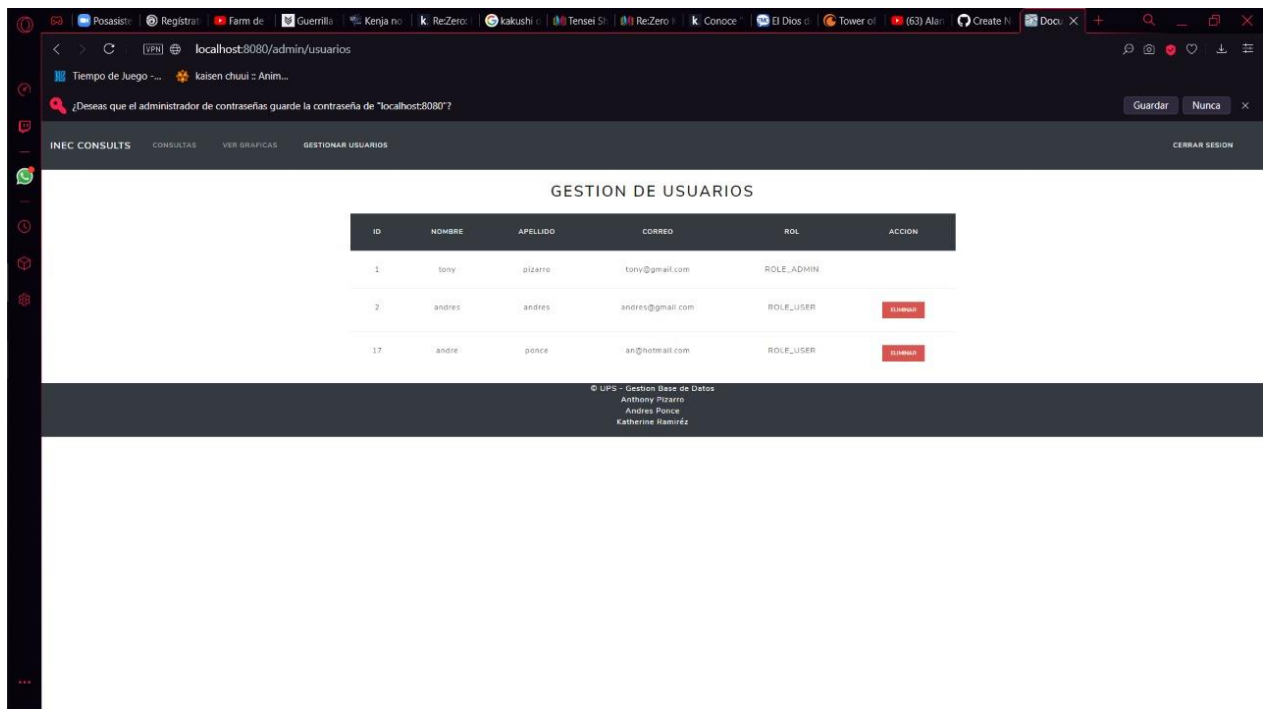 Posasiste Registrat Farm de Guerrilla Kenja no k. Re:Zero: kakushi d Tensei Sh Re:Zero k. Conoce " El Dios d Tower of (63) Alan Create N Docu
VPN localhost:8080/admin/usuarios
Tiempo de Juego -... kaisen chuui :: Anim...
¿Deseas que el administrador de contraseñas guarde la contraseña de "localhost:8080"? Guardar Nunca
INEC CONSULTS CONSULTAS VER GRAFICAS GESTIONAR USUARIOS CERRAR SESION
GESTION DE USUARIOS
ID NOMBRE APELLIDO CORREO ROL ACCION
1 tony pizarro tony@gmail.com ROLE_ADMIN
2 andres andres andres@gmail.com ROLE_USER ELIMINAR
17 andre ponce an@hotmail.com ROLE_USER ELIMINAR
© UPS - Gestion Base de Datos
Anthony Pizarro
Andres Ponce
Katherine Ramiréz